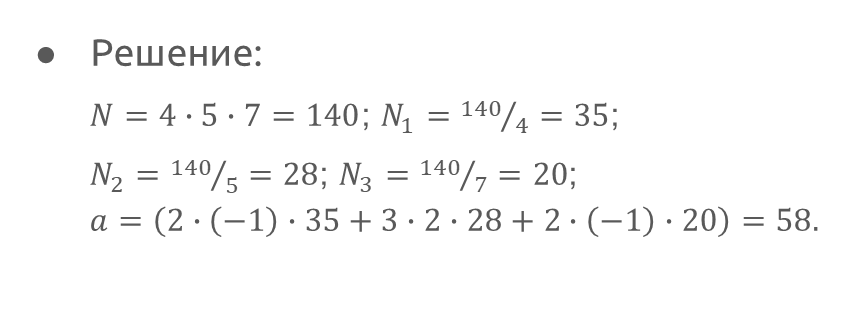 ● Решение:
N = 4 · 5 · 7 = 140; N₁ = ¹⁴⁰/₄ = 35;
N₂ = ¹⁴⁰/₅ = 28; N₃ = ¹⁴⁰/₇ = 20;
a = (2 · (−1) · 35 + 3 · 2 · 28 + 2 · (−1) · 20) = 58.